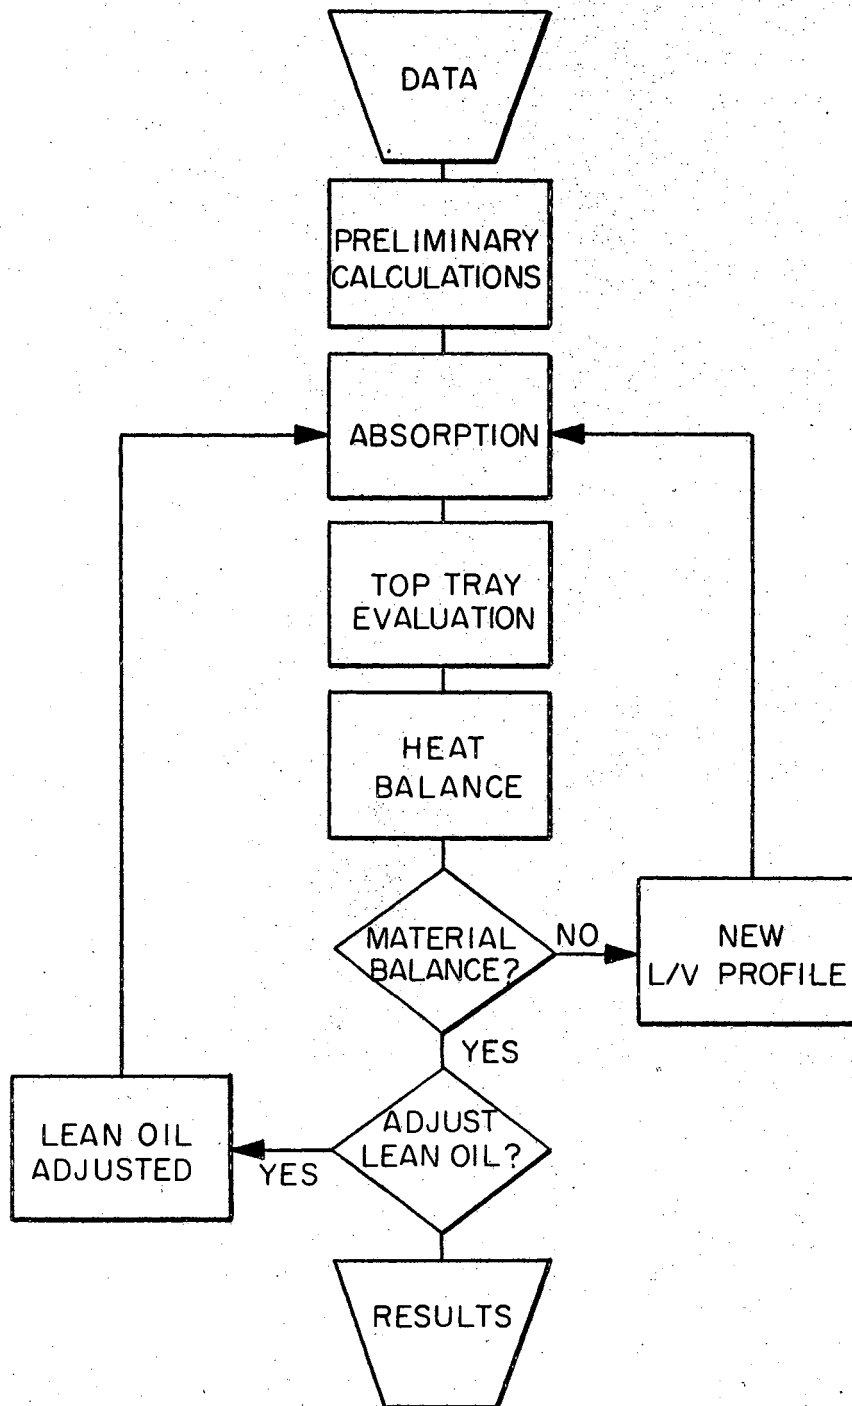 DATA
PRELIMINARY
CALCULATIONS
ABSORPTION
TOP TRAY
EVALUATION
HEAT
BALANCE
MATERIAL
BALANCE?
NO
NEW
L/V PROFILE
YES
ADJUST
LEAN OIL?
YES
LEAN OIL
ADJUSTED
RESULTS